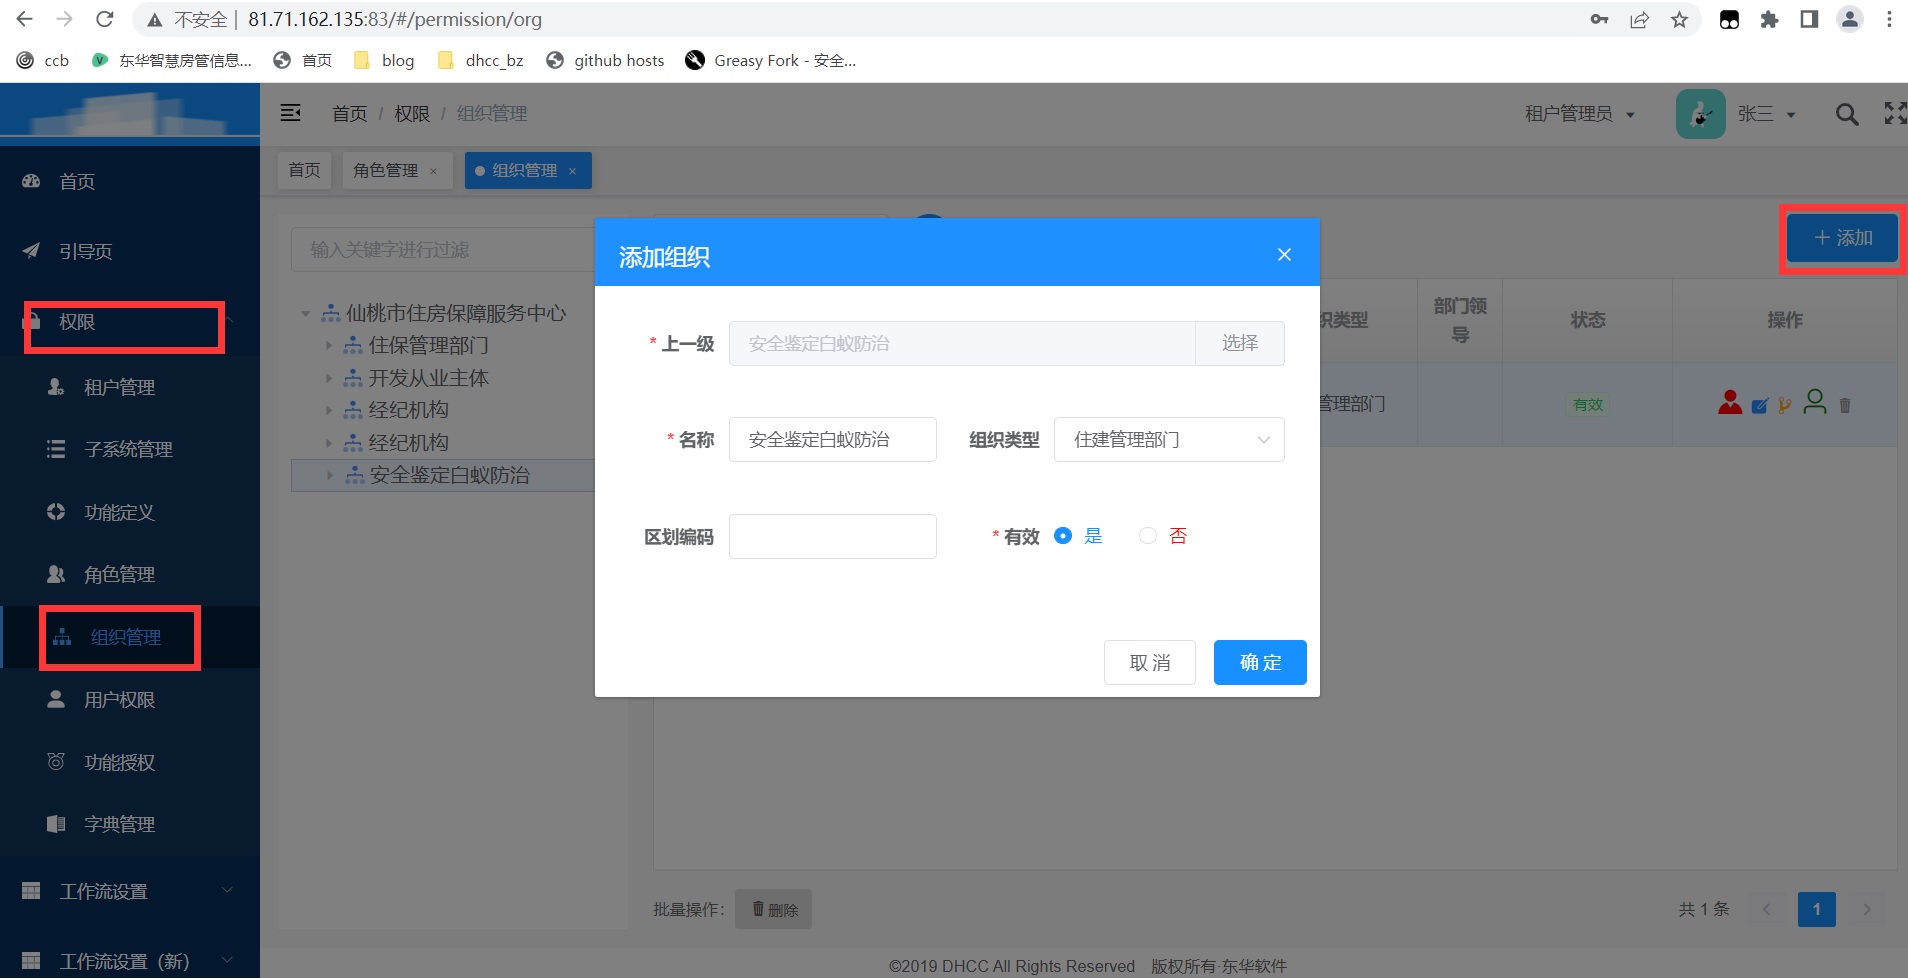 不安全 | 81.71.162.135:83/#/permission/org
ccb 东华智慧房管信息... 首页 blog dhcc_bz github hosts Greasy Fork - 安全...
首页 / 权限 / 组织管理
租户管理员 张三
首页 角色管理 × 组织管理 ×
首页
引导页
权限
租户管理
子系统管理
功能定义
角色管理
组织管理
用户权限
功能授权
字典管理
工作流设置
工作流设置（新）
输入关键字进行过滤
仙桃市住房保障服务中心
住保管理部门
开发从业主体
经纪机构
经纪机构
安全鉴定白蚁防治
+ 添加
织类型 部门领导 状态 操作
管理部门 有效
添加组织
* 上一级 安全鉴定白蚁防治 选择
* 名称 安全鉴定白蚁防治 组织类型 住建管理部门
区划编码 * 有效 是 否
取 消 确 定
批量操作： 删除
共 1 条 1
©2019 DHCC All Rights Reserved 版权所有·东华软件